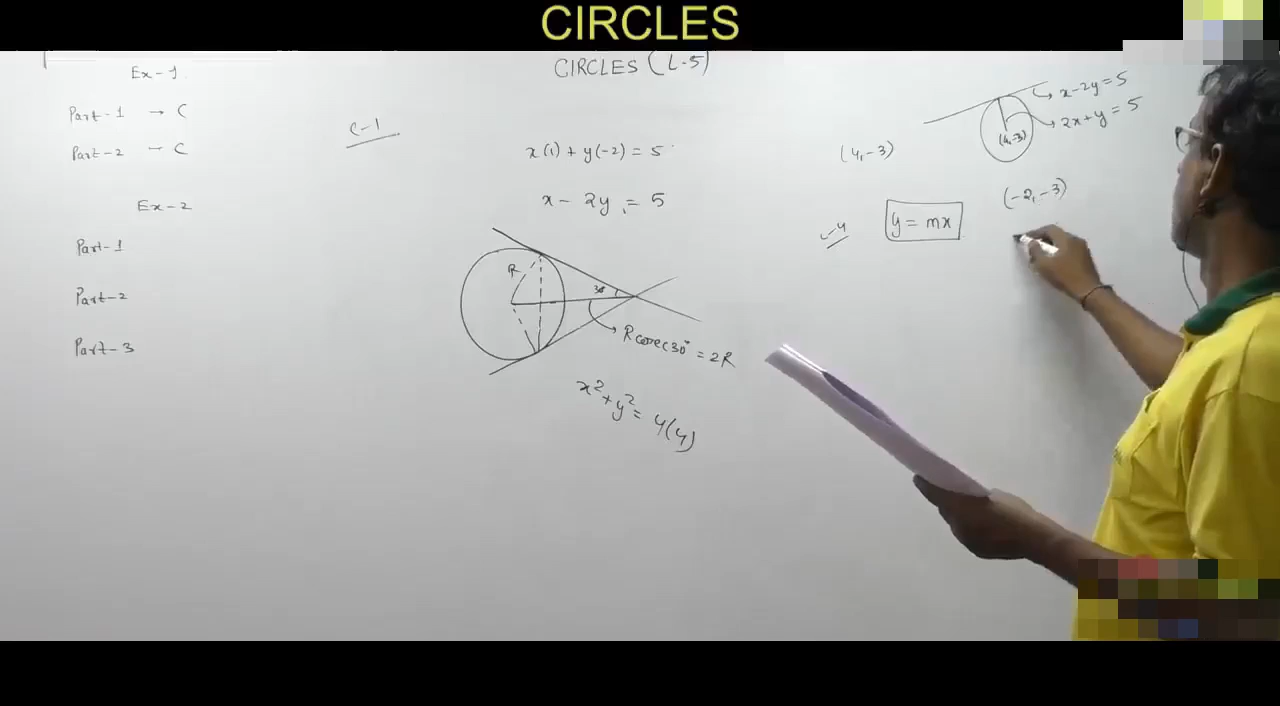 CIRCLES
CIRCLES (L-5)
Ex-1
Part-1 → C
Part-2 - C
Ex-2
Part-1
Part-2
Part-3
C-1
x(1) + y(-2) = 5
x - 2y = 5
R
30°
R cosec 30° = 2R
x² + y² = 4(4)
x-2y=5
2x+y=5
(4,-3)
(4,-3)
(-2,-3)
y = mx